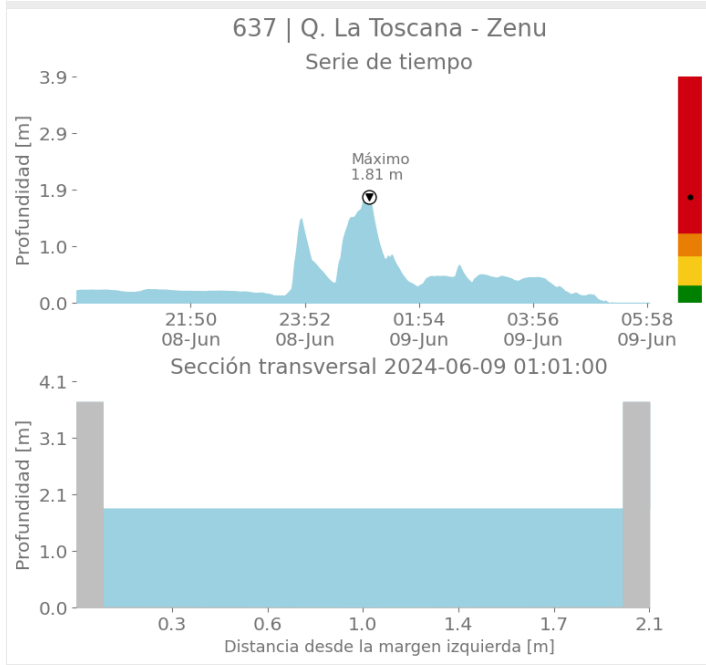 637 | Q. La Toscana - Zenu
Serie de tiempo
3.9
2.9
1.9
1.0
0.0
Profundidad [m]
Máximo
1.81 m
21:50
08-Jun
23:52
08-Jun
01:54
09-Jun
03:56
09-Jun
05:58
09-Jun
Sección transversal 2024-06-09 01:01:00
4.1
3.1
2.1
1.0
0.0
Profundidad [m]
0.3
0.6
1.0
1.4
1.7
2.1
Distancia desde la margen izquierda [m]